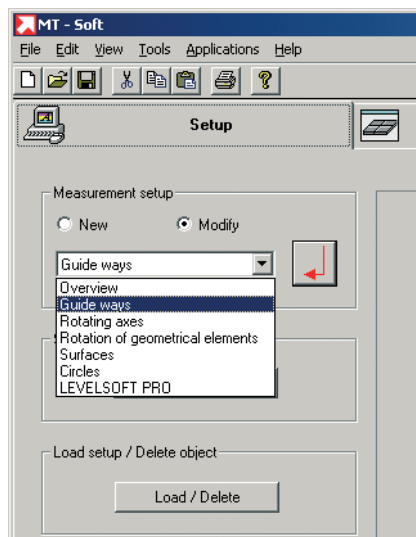 MT - Soft
File Edit View Tools Applications Help
Setup
Measurement setup
New Modify
Guide ways
Overview
Guide ways
Rotating axes
Rotation of geometrical elements
Surfaces
Circles
LEVELSOFT PRO
Load setup / Delete object
Load / Delete